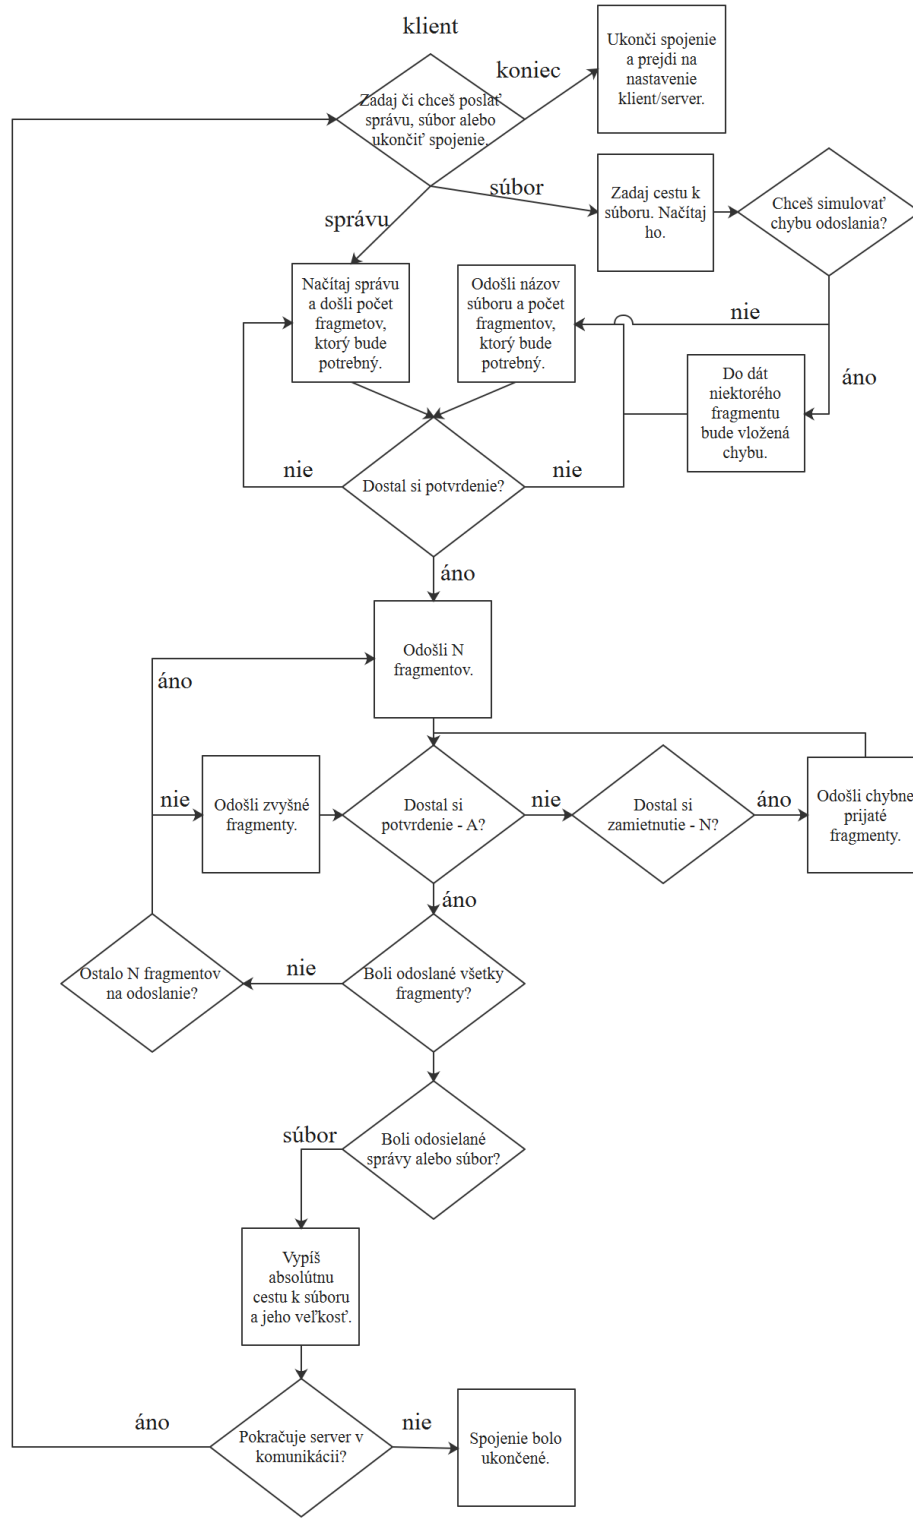 klient
koniec
Ukonči spojenie
a prejdi na
nastavenie
klient/server.
Zadaj či chceš poslať
správu, súbor alebo
ukončiť spojenie.
súbor
správu
Zadaj cestu k
súboru. Načítaj
ho.
Chceš simulovať
chybu odoslania?
Načítaj správu
a došli počet
fragmetov,
ktorý bude
potrebný.
Odošli názov
súboru a počet
fragmentov,
ktorý bude
potrebný.
nie
áno
Do dát
niektorého
fragmentu
bude vložená
chybu.
nie
Dostal si potvrdenie?
nie
áno
Odošli N
fragmentov.
áno
nie
Odošli zvyšné
fragmenty.
Dostal si
potvrdenie - A?
nie
Dostal si
zamietnutie - N?
áno
Odošli chybne
prijaté
fragmenty.
áno
Ostalo N fragmentov
na odoslanie?
nie
Boli odoslané všetky
fragmenty?
súbor
Boli odosielané
správy alebo súbor?
Vypíš
absolútnu
cestu k súboru
a jeho veľkosť.
áno
Pokračuje server v
komunikácii?
nie
Spojenie bolo
ukončené.